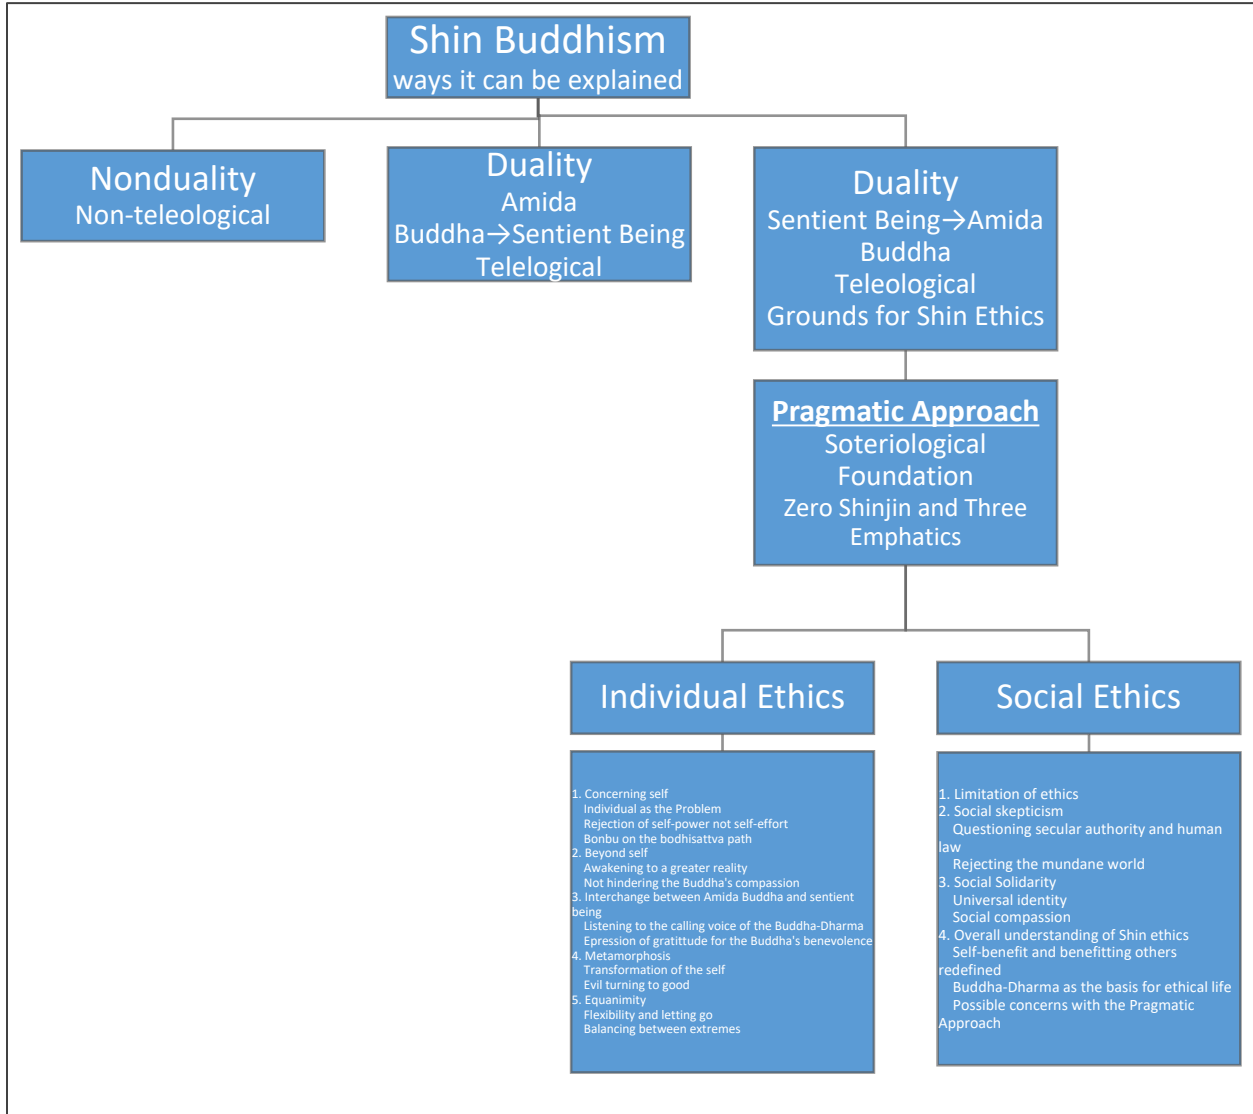 Shin Buddhism
ways it can be explained
Nonduality
Non-teleological
Duality
Amida
Buddha→Sentient Being
Telelogical
Duality
Sentient Being→Amida
Buddha
Teleological
Grounds for Shin Ethics
Pragmatic Approach
Soteriological
Foundation
Zero Shinjin and Three
Emphatics
Individual Ethics
1. Concerning self
Individual as the Problem
Rejection of self-power not self-effort
Bonbu on the bodhisattva path
2. Beyond self
Awakening to a greater reality
Not hindering the Buddha's compassion
3. Interchange between Amida Buddha and sentient
being
Listening to the calling voice of the Buddha-Dharma
Epression of gratittude for the Buddha's benevolence
4. Metamorphosis
Transformation of the self
Evil turning to good
5. Equanimity
Flexibility and letting go
Balancing between extremes
Social Ethics
1. Limitation of ethics
2. Social skepticism
Questioning secular authority and human
law
Rejecting the mundane world
3. Social Solidarity
Universal identity
Social compassion
4. Overall understanding of Shin ethics
Self-benefit and benefitting others
redefined
Buddha-Dharma as the basis for ethical life
Possible concerns with the Pragmatic
Approach